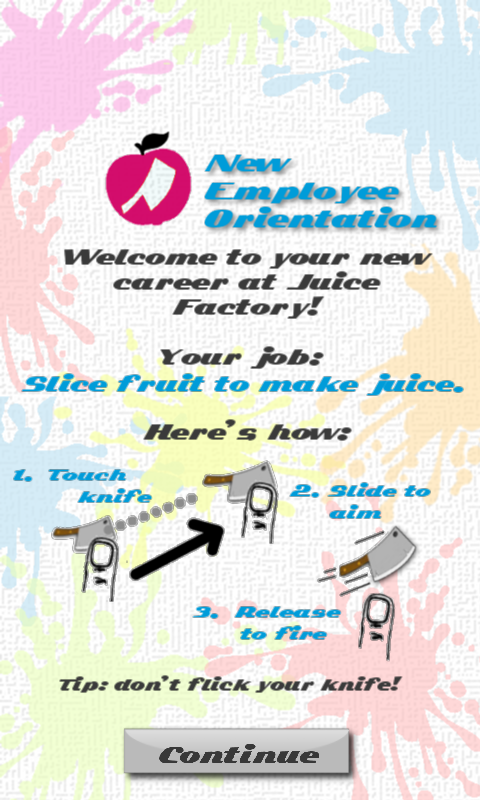 New
Employee
Orientation
Welcome to your new
career at Juice
Factory!
Your job:
Slice fruit to make juice.
Here's how:
1. Touch
knife
2. Slide to
aim
3. Release
to fire
Tip: don't flick your knife!
Continue